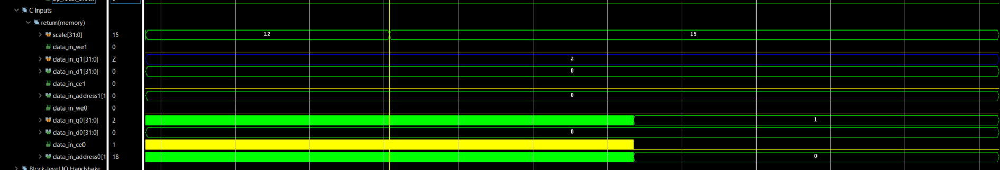 C Inputs
return(memory)
scale[31:0] 15 12 15
data_in_we1 0
data_in_q1[31:0] Z Z
data_in_d1[31:0] 0 0
data_in_ce1 0
data_in_address1[1 0 0
data_in_we0 0
data_in_q0[31:0] 2 1
data_in_d0[31:0] 0 0
data_in_ce0 1
data_in_address0[1 18 0
Block-level IO Handshake